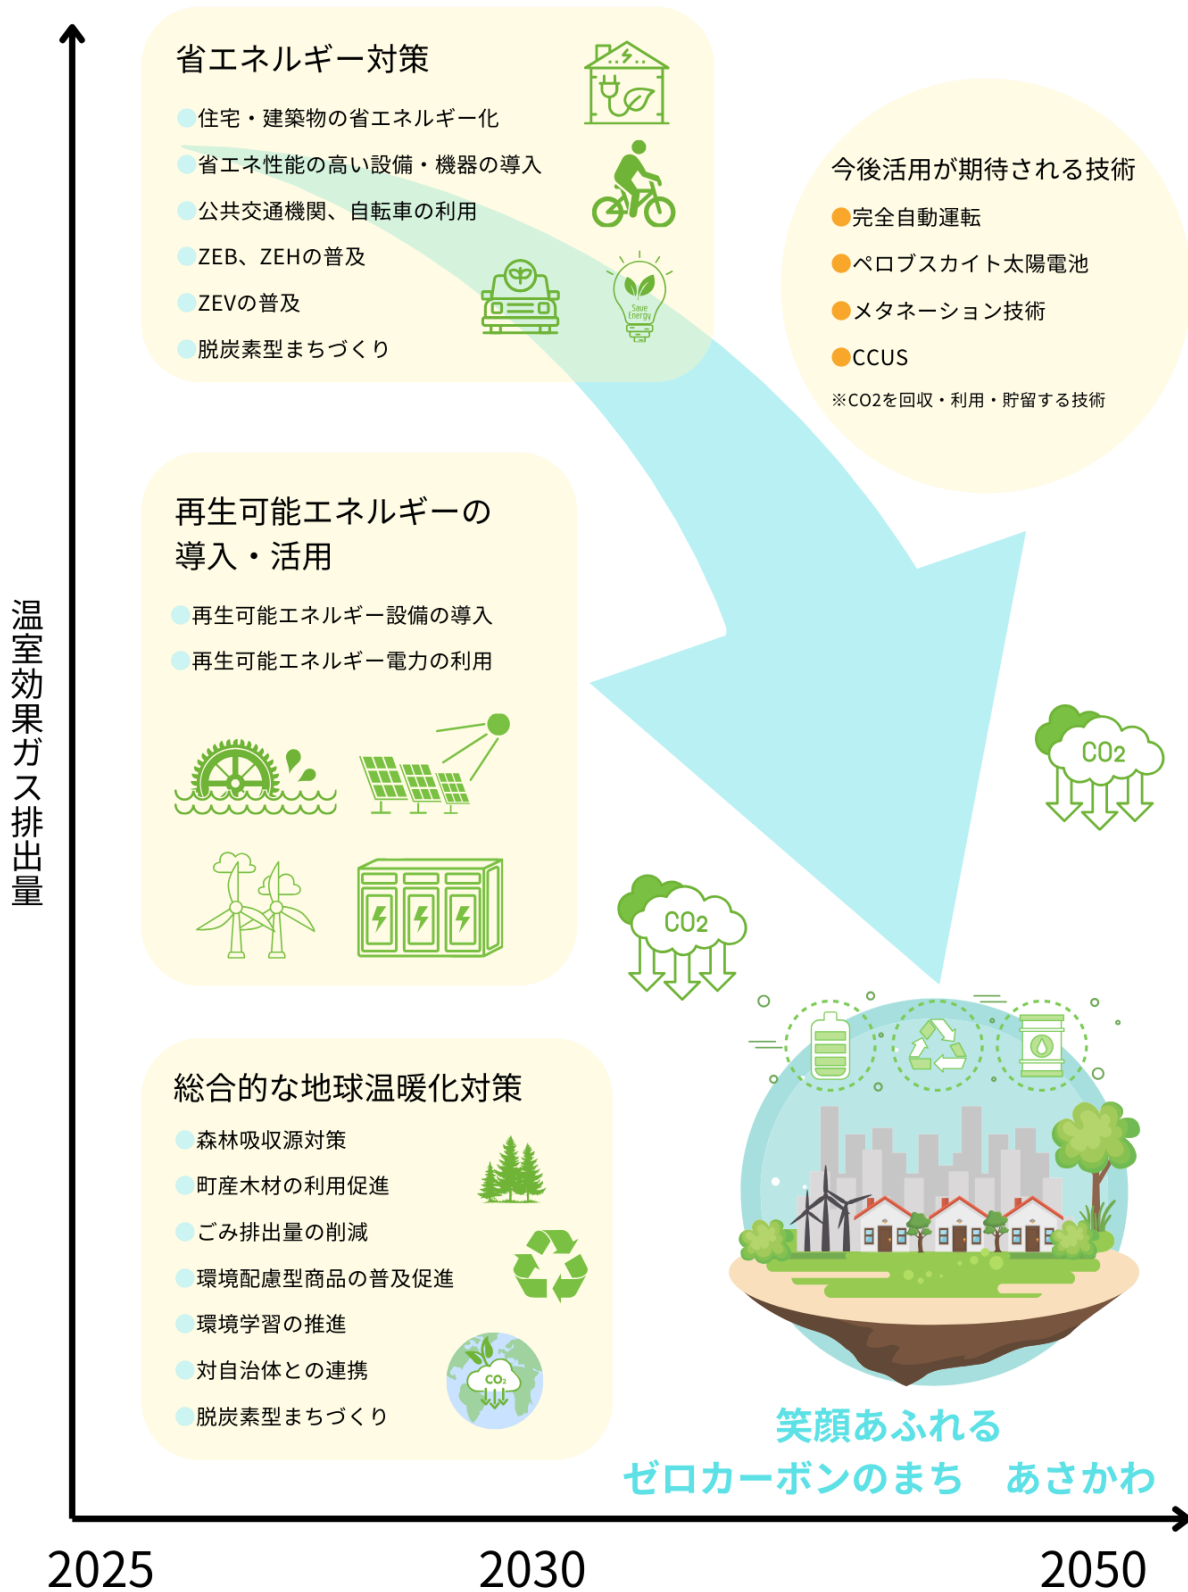 省エネルギー対策
●住宅・建築物の省エネルギー化
●省エネ性能の高い設備・機器の導入
●公共交通機関、自転車の利用
●ZEB、ZEHの普及
●ZEVの普及
●脱炭素型まちづくり
Save
Energy
今後活用が期待される技術
●完全自動運転
●ペロブスカイト太陽電池
●メタネーション技術
●CCUS
※CO2を回収・利用・貯留する技術
再生可能エネルギーの
導入・活用
●再生可能エネルギー設備の導入
●再生可能エネルギー電力の利用
温室効果ガス排出量
CO2
CO2
総合的な地球温暖化対策
●森林吸収源対策
●町産木材の利用促進
●ごみ排出量の削減
●環境配慮型商品の普及促進
●環境学習の推進
●対自治体との連携
●脱炭素型まちづくり
CO2
笑顔あふれる
ゼロカーボンのまち　あさかわ
2025
2030
2050